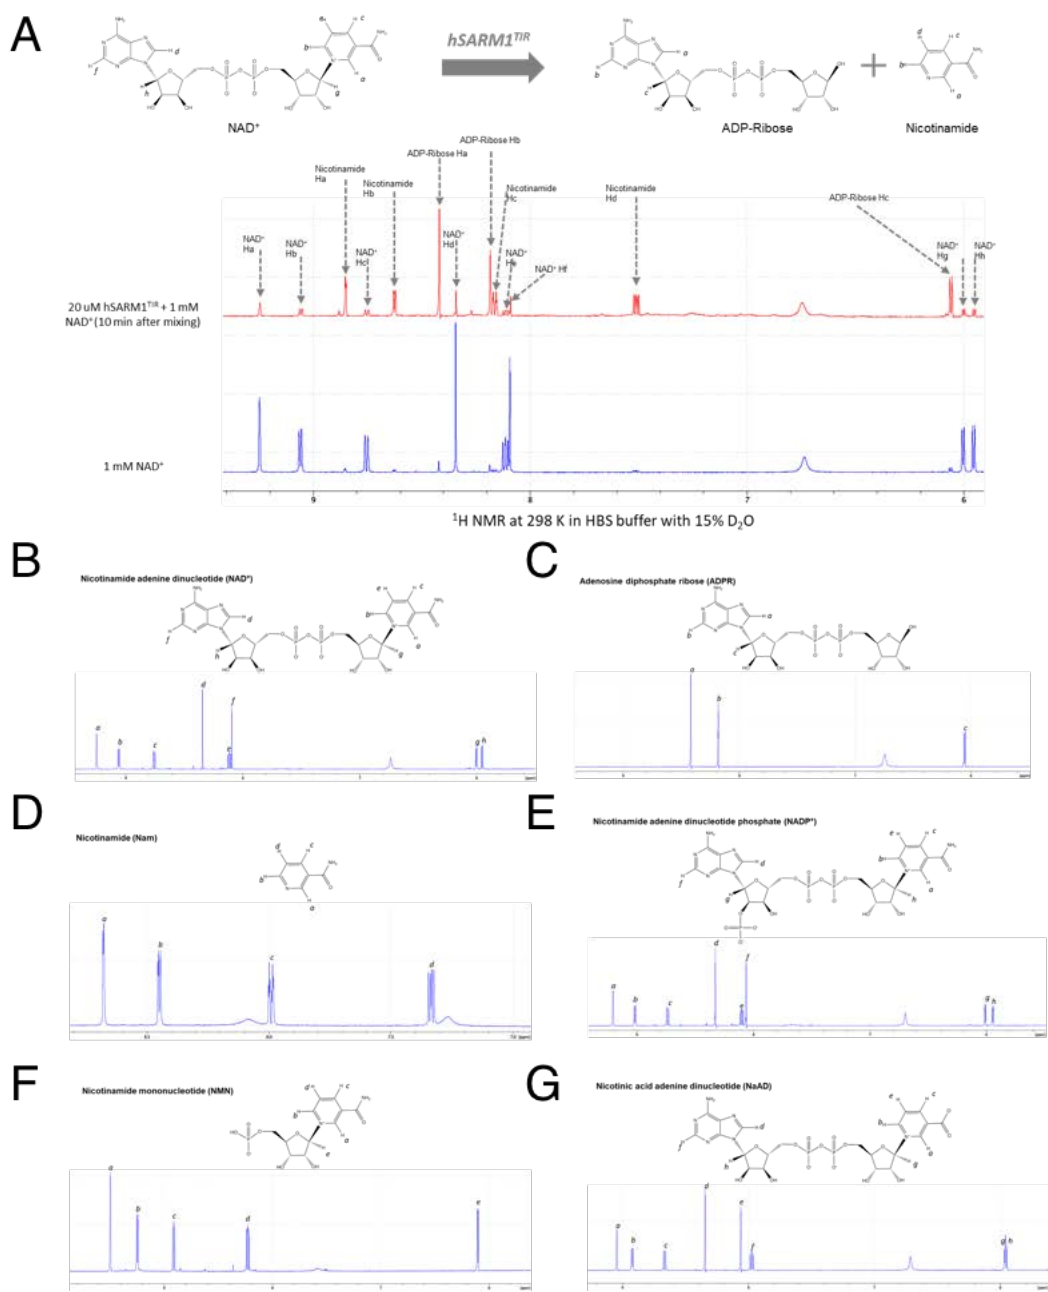 A
hSARM1ᵀᴵᴿ
NAD⁺
ADP-Ribose
Nicotinamide
ADP-Ribose Hb
ADP-Ribose Ha
Nicotinamide
Ha
Nicotinamide
Hb
Nicotinamide
Hc
Nicotinamide
Hd
ADP-Ribose Hc
NAD⁺
Ha
NAD⁺
Hb
NAD⁺
Hc
NAD⁺
Hd
NAD⁺
NAD⁺ Hf
NAD⁺
Hg
NAD⁺
Hh
20 uM hSARM1ᵀᴵᴿ + 1 mM
NAD⁺ (10 min after mixing)
1 mM NAD⁺
9 8 7 6
¹H NMR at 298 K in HBS buffer with 15% D₂O
B
Nicotinamide adenine dinucleotide (NAD⁺)
a b c d e f g h
C
Adenosine diphosphate ribose (ADPR)
a b c
D
Nicotinamide (Nam)
a b c d
E
Nicotinamide adenine dinucleotide phosphate (NADP⁺)
a b c d e f g h
F
Nicotinamide mononucleotide (NMN)
a b c d e
G
Nicotinic acid adenine dinucleotide (NaAD)
a b c d e f g h